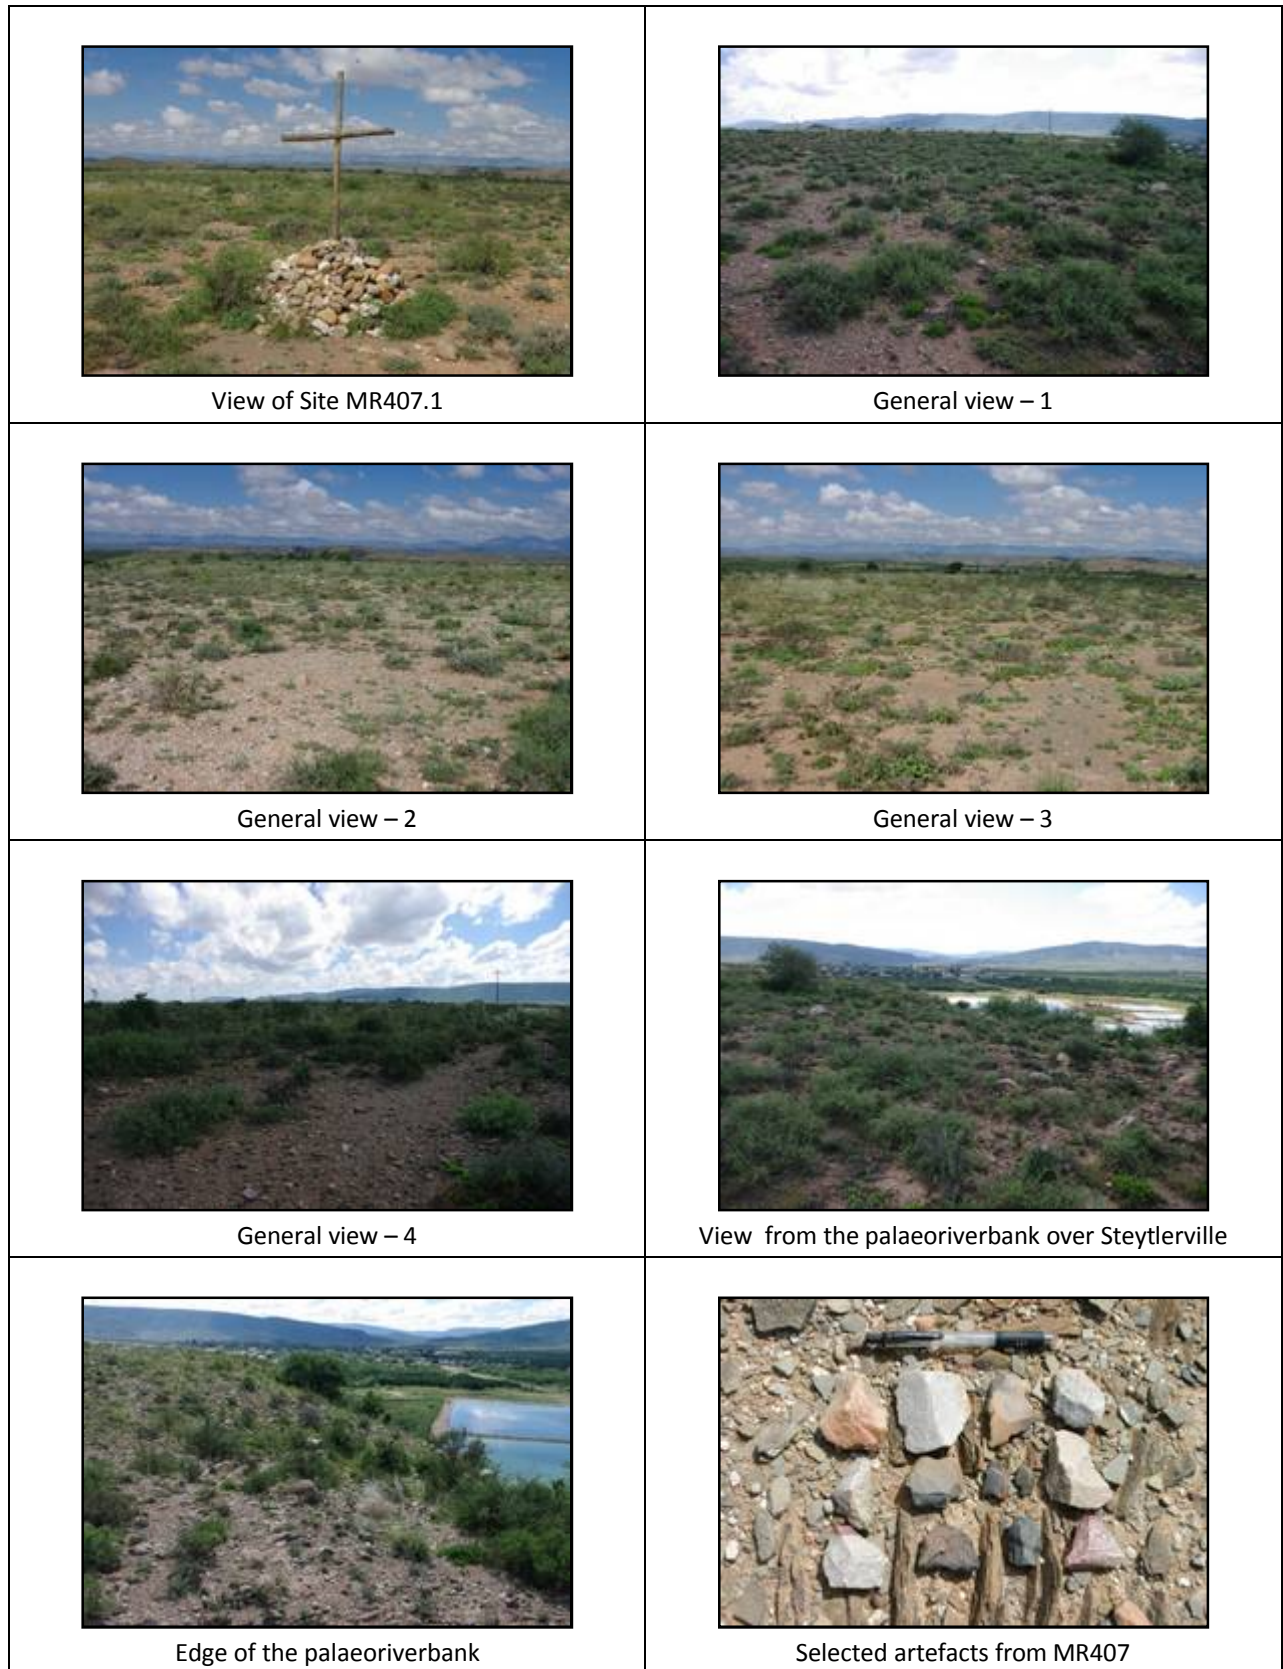 View of Site MR407.1
General view – 1
General view – 2
General view – 3
General view – 4
View from the palaeoriverbank over Steytlerville
Edge of the palaeoriverbank
Selected artefacts from MR407